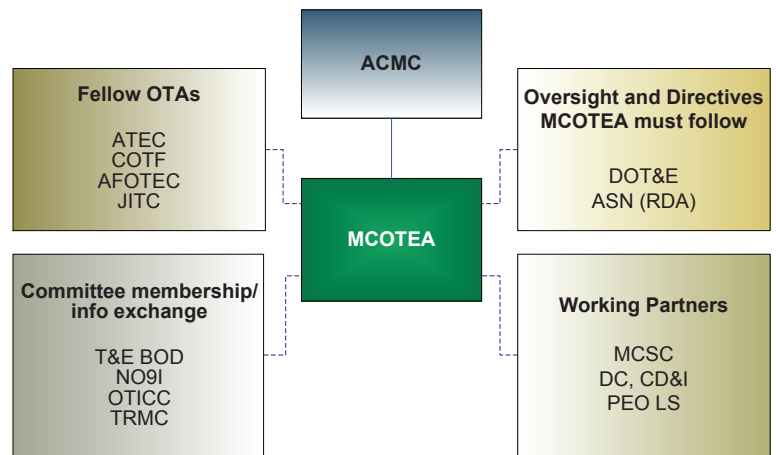 ACMC
Fellow OTAs
ATEC
COTF
AFOTEC
JITC
Oversight and Directives
MCOTEA must follow
DOT&E
ASN (RDA)
MCOTEA
Committee membership/
info exchange
T&E BOD
NO9I
OTICC
TRMC
Working Partners
MCSC
DC, CD&I
PEO LS